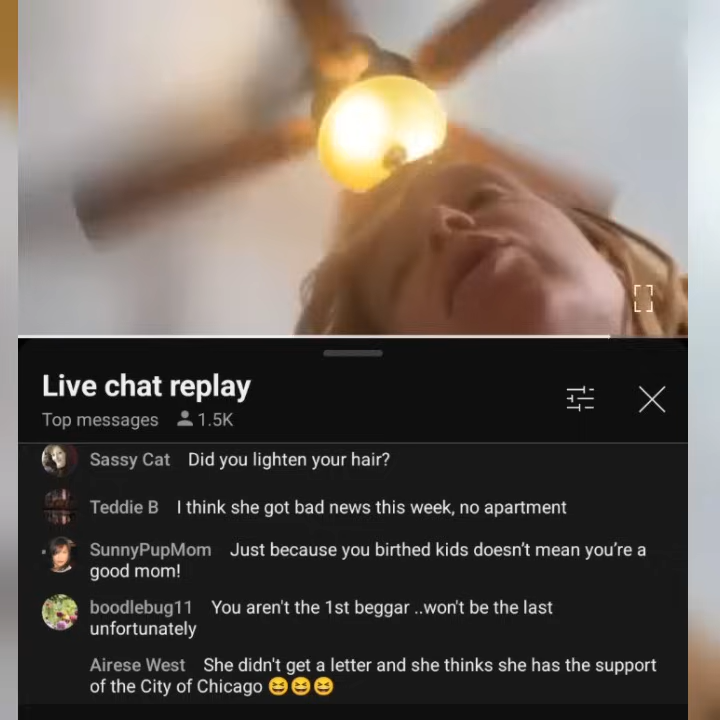 Live chat replay
Top messages 1.5K
Sassy Cat Did you lighten your hair?
Teddie B I think she got bad news this week, no apartment
SunnyPupMom Just because you birthed kids doesn't mean you're a
good mom!
boodlebug11 You aren't the 1st beggar ..won't be the last
unfortunately
Airese West She didn't get a letter and she thinks she has the support
of the City of Chicago 😆😆😆